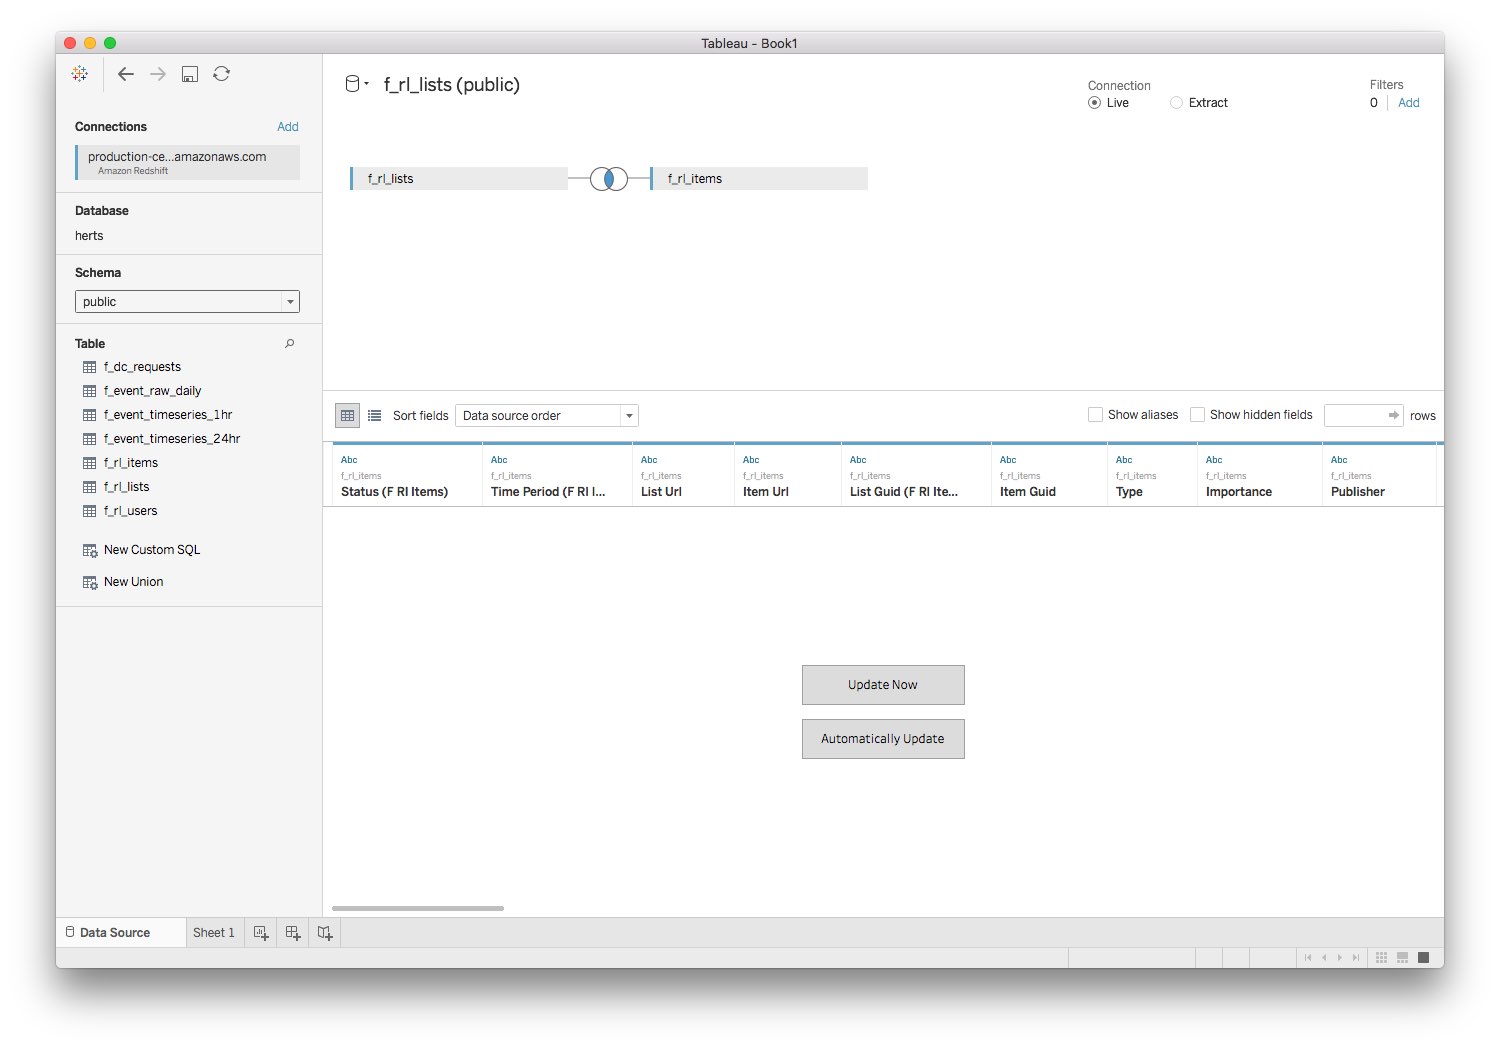 Tableau - Book1
Connections Add
production-ce...amazonaws.com
Amazon Redshift
Database
herts
Schema
public
Table
f_dc_requests
f_event_raw_daily
f_event_timeseries_1hr
f_event_timeseries_24hr
f_rl_items
f_rl_lists
f_rl_users
New Custom SQL
New Union
f_rl_lists (public)
Connection
Live Extract
Filters
0 Add
f_rl_lists f_rl_items
Sort fields Data source order Show aliases Show hidden fields rows
Abc Abc Abc Abc Abc Abc Abc Abc Abc
f_rl_items f_rl_items f_rl_items f_rl_items f_rl_items f_rl_items f_rl_items f_rl_items f_rl_items
Status (F Rl Items) Time Period (F Rl I... List Url Item Url List Guid (F Rl Ite... Item Guid Type Importance Publisher
Update Now
Automatically Update
Data Source Sheet 1